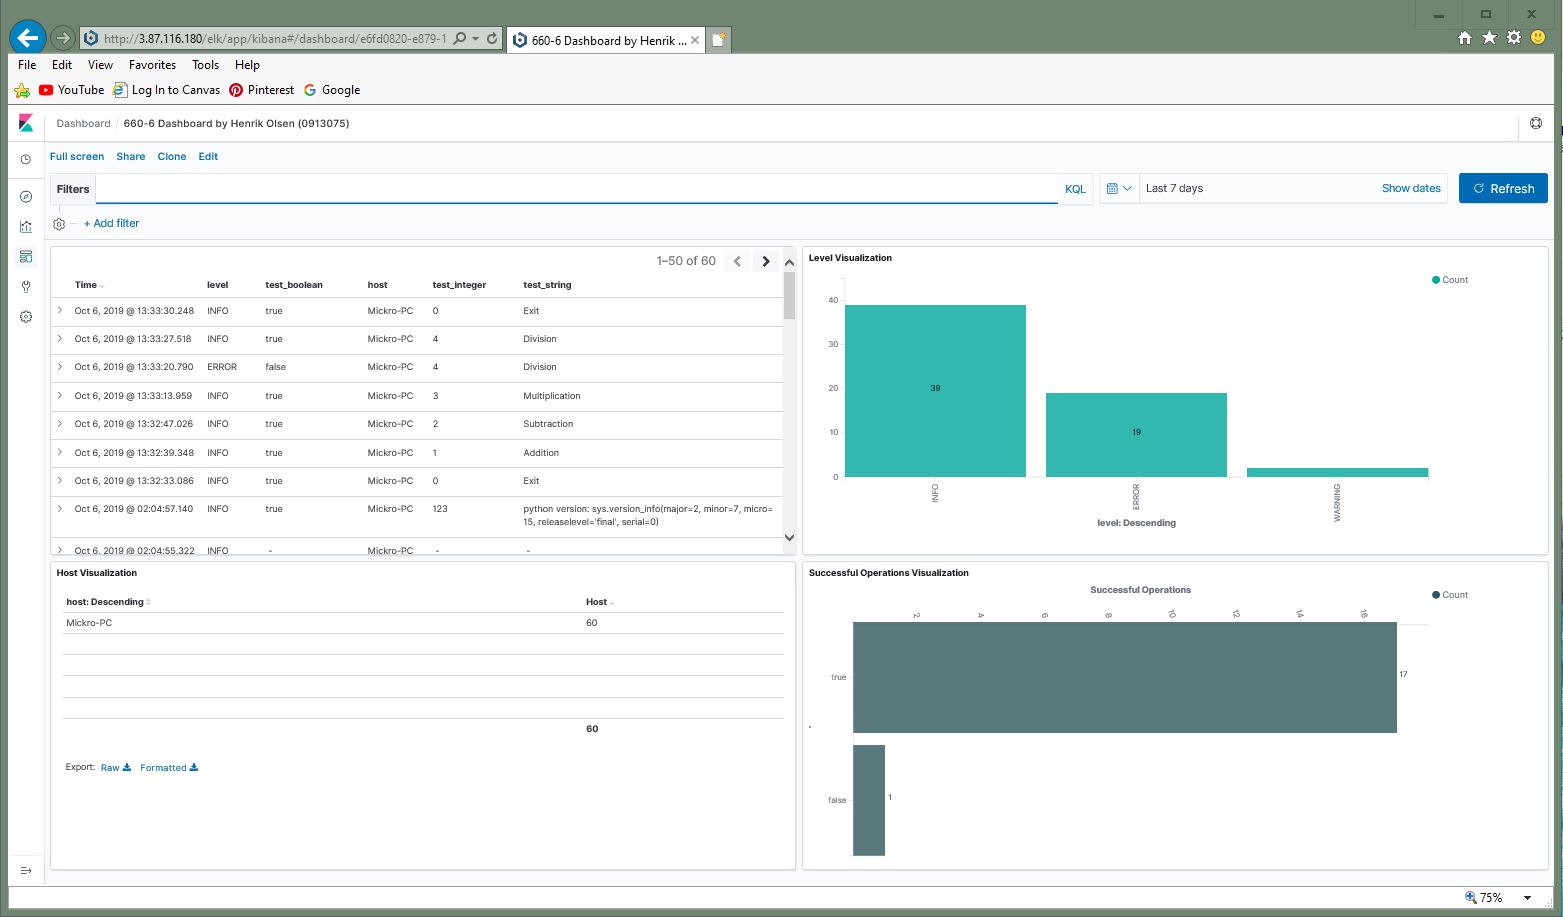 http://3.87.116.180/elk/app/kibana#/dashboard/e6fd0820-e879-1
660-6 Dashboard by Henrik ...
File Edit View Favorites Tools Help
YouTube Log In to Canvas Pinterest Google
Dashboard / 660-6 Dashboard by Henrik Olsen (0913075)
Full screen Share Clone Edit
Filters KQL Last 7 days Show dates Refresh
+ Add filter
1–50 of 60
Time level test_boolean host test_integer test_string
Oct 6, 2019 @ 13:33:30.248 INFO true Mickro-PC 0 Exit
Oct 6, 2019 @ 13:33:27.518 INFO true Mickro-PC 4 Division
Oct 6, 2019 @ 13:33:20.790 ERROR false Mickro-PC 4 Division
Oct 6, 2019 @ 13:33:13.959 INFO true Mickro-PC 3 Multiplication
Oct 6, 2019 @ 13:32:47.026 INFO true Mickro-PC 2 Subtraction
Oct 6, 2019 @ 13:32:39.348 INFO true Mickro-PC 1 Addition
Oct 6, 2019 @ 13:32:33.086 INFO true Mickro-PC 0 Exit
Oct 6, 2019 @ 02:04:57.140 INFO true Mickro-PC 123 python version: sys.version_info(major=2, minor=7, micro=
15, releaselevel='final', serial=0)
Oct 6, 2019 @ 02:04:55.322 INFO - Mickro-PC - -
Level Visualization
Count
40
30
20
10
0
39
19
INFO
ERROR
WARNING
level: Descending
Host Visualization
host: Descending Host
Mickro-PC 60
60
Export: Raw Formatted
Successful Operations Visualization
Successful Operations
Count
2 4 6 8 10 12 14 16
true 17
false 1
75%